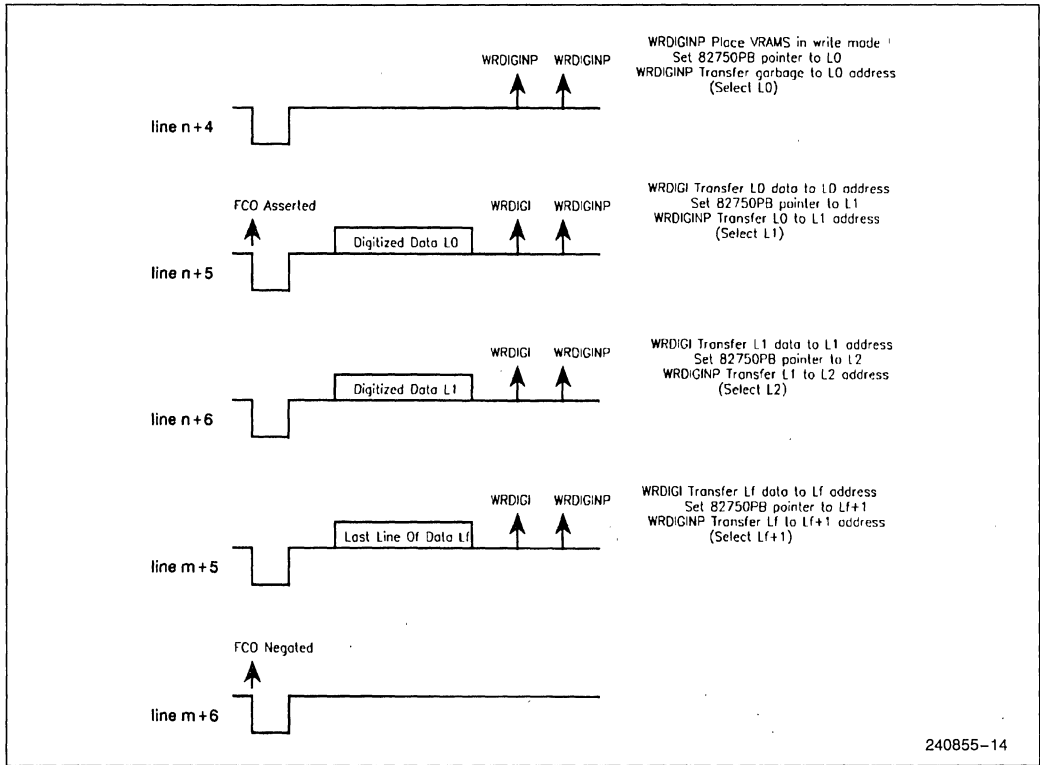 WRDIGINP WRDIGINP
WRDIGINP Place VRAMS in write mode
Set 82750PB pointer to L0
WRDIGINP Transfer garbage to L0 address
(Select L0)
line n+4
FCO Asserted
Digitized Data L0
WRDIGI WRDIGINP
WRDIGI Transfer L0 data to L0 address
Set 82750PB pointer to L1
WRDIGINP Transfer L0 to L1 address
(Select L1)
line n+5
Digitized Data L1
WRDIGI WRDIGINP
WRDIGI Transfer L1 data to L1 address
Set 82750PB pointer to L2
WRDIGINP Transfer L1 to L2 address
(Select L2)
line n+6
Last Line Of Data Lf
WRDIGI WRDIGINP
WRDIGI Transfer Lf data to Lf address
Set 82750PB pointer to Lf+1
WRDIGINP Transfer Lf to Lf+1 address
(Select Lf+1)
line m+5
FCO Negated
line m+6
240855-14